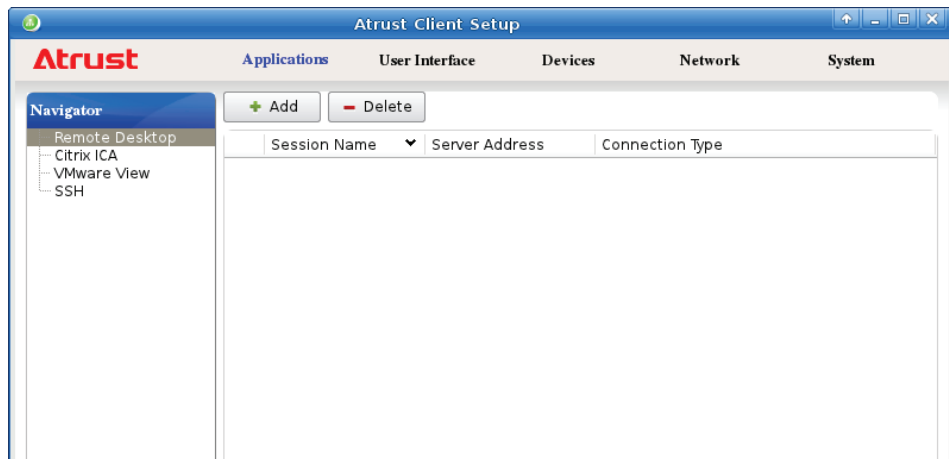 Atrust Client Setup
Atrust
Applications User Interface Devices Network System
Navigator
Remote Desktop
Citrix ICA
VMware View
SSH
Add Delete
Session Name Server Address Connection Type